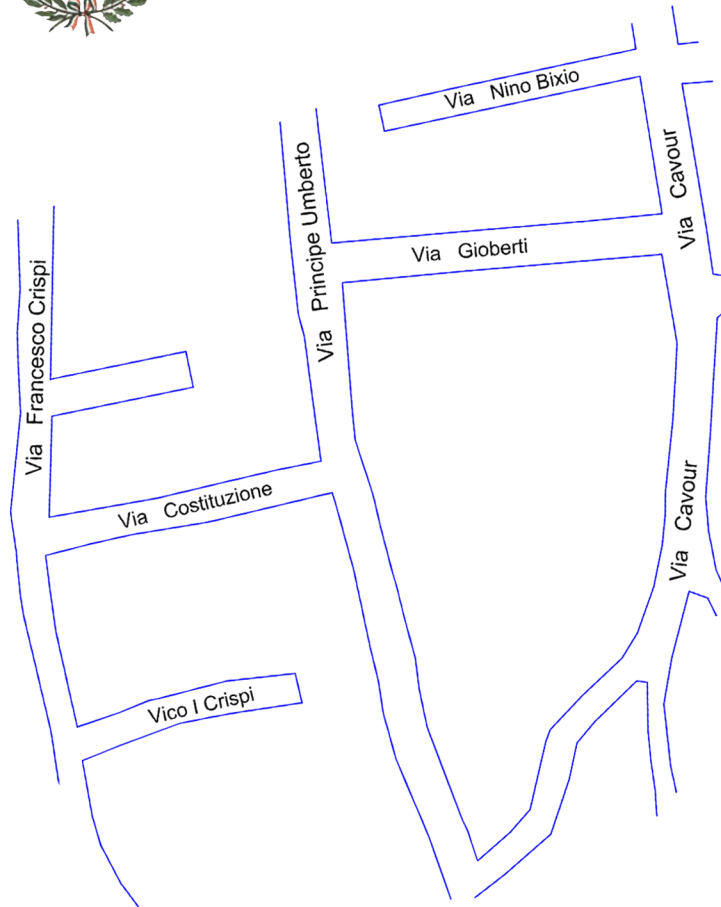 Via Nino Bixio
Via Cavour
Via Principe Umberto
Via Gioberti
Via Francesco Crispi
Via Costituzione
Via Cavour
Vico I Crispi